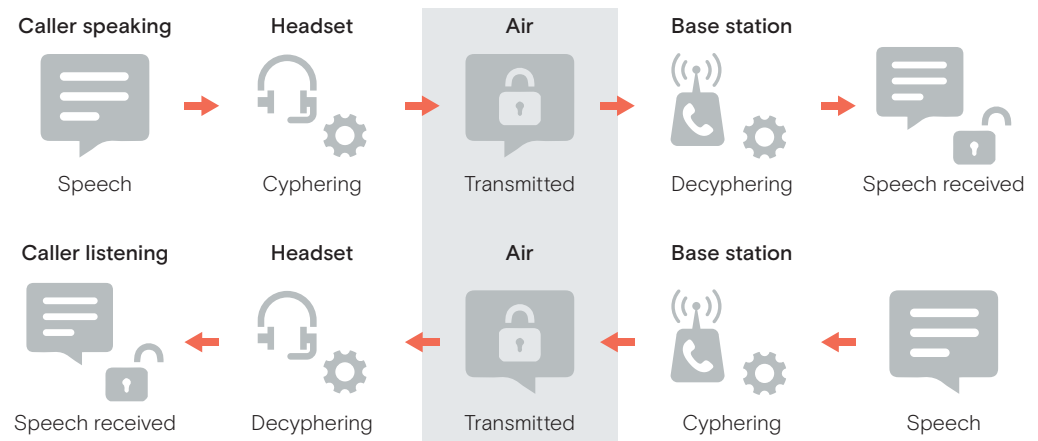 Caller speaking
Headset
Air
Base station
Speech
Cyphering
Transmitted
Decyphering
Speech received
Caller listening
Headset
Air
Base station
Speech received
Decyphering
Transmitted
Cyphering
Speech